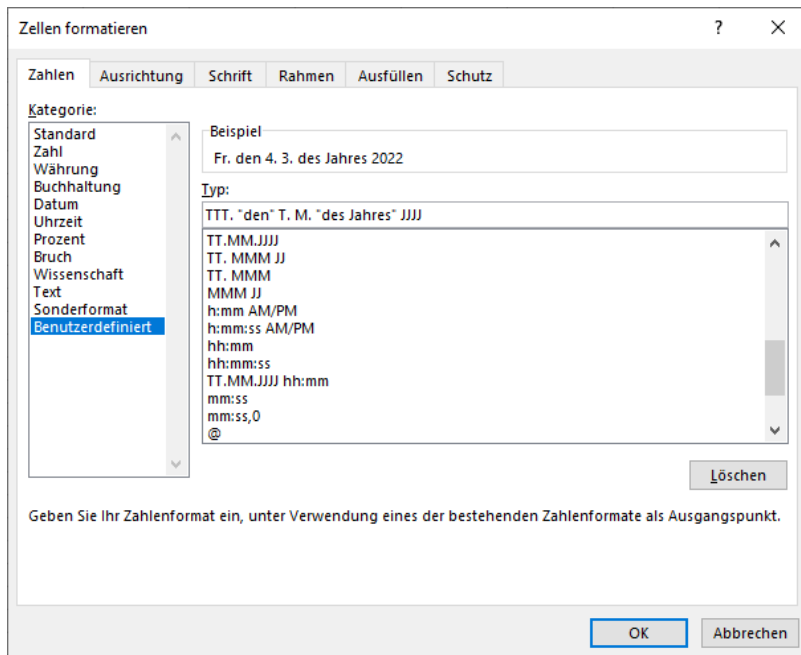 Zellen formatieren
? X
Zahlen Ausrichtung Schrift Rahmen Ausfüllen Schutz
Kategorie:
Standard
Zahl
Währung
Buchhaltung
Datum
Uhrzeit
Prozent
Bruch
Wissenschaft
Text
Sonderformat
Benutzerdefiniert
Beispiel
Fr. den 4. 3. des Jahres 2022
Typ:
TTT. "den" T. M. "des Jahres" JJJJ
TT.MM.JJJJ
TT. MMM JJ
TT. MMM
MMM JJ
h:mm AM/PM
h:mm:ss AM/PM
hh:mm
hh:mm:ss
TT.MM.JJJJ hh:mm
mm:ss
mm:ss,0
@
Löschen
Geben Sie Ihr Zahlenformat ein, unter Verwendung eines der bestehenden Zahlenformate als Ausgangspunkt.
OK Abbrechen